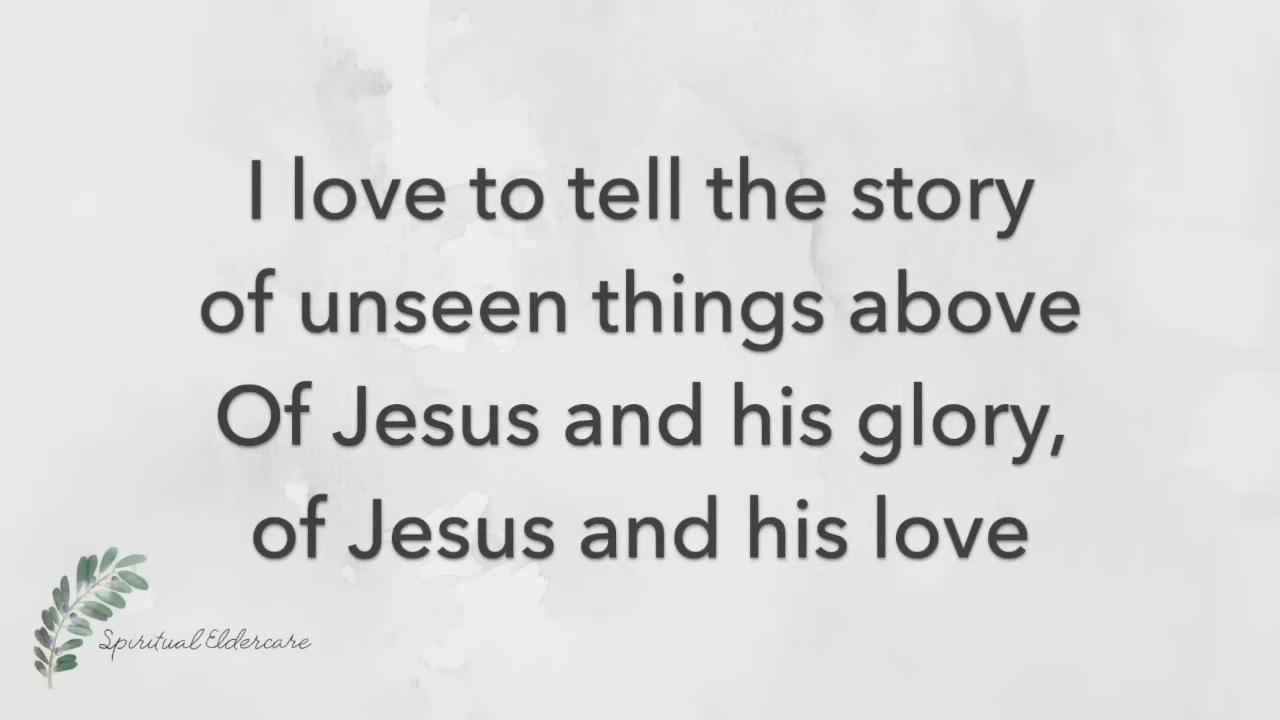 I love to tell the story
of unseen things above
Of Jesus and his glory,
of Jesus and his love
Spiritual Eldercare